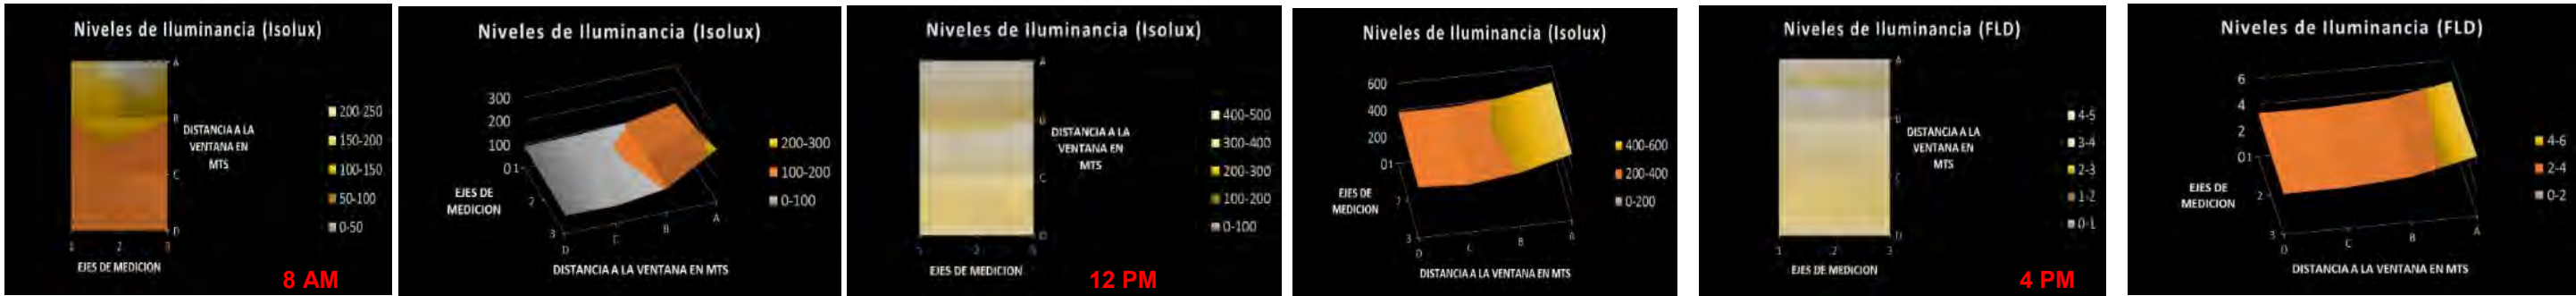 Niveles de Iluminancia (Isolux)
A
B
C
D
DISTANCIA A LA
VENTANA EN
MTS
200-250
150-200
100-150
50-100
0-50
1 2 3
EJES DE MEDICION
8 AM
Niveles de Iluminancia (Isolux)
300
200
100
0
1
2
3
EJES DE
MEDICION
D C B A
DISTANCIA A LA VENTANA EN MTS
200-300
100-200
0-100
Niveles de Iluminancia (Isolux)
A
B
C
D
DISTANCIA A LA
VENTANA EN
MTS
400-500
300-400
200-300
100-200
0-100
EJES DE MEDICION
12 PM
Niveles de Iluminancia (Isolux)
600
400
200
0
1
2
3
EJES DE
MEDICION
D C B A
DISTANCIA A LA VENTANA EN MTS
400-600
200-400
0-200
Niveles de Iluminancia (FLD)
A
B
C
D
DISTANCIA A LA
VENTANA EN
MTS
4-5
3-4
2-3
1-2
0-1
1 2 3
EJES DE MEDICION
4 PM
Niveles de Iluminancia (FLD)
6
4
2
0
1
2
3
EJES DE
MEDICION
D C B A
DISTANCIA A LA VENTANA EN MTS
4-6
2-4
0-2